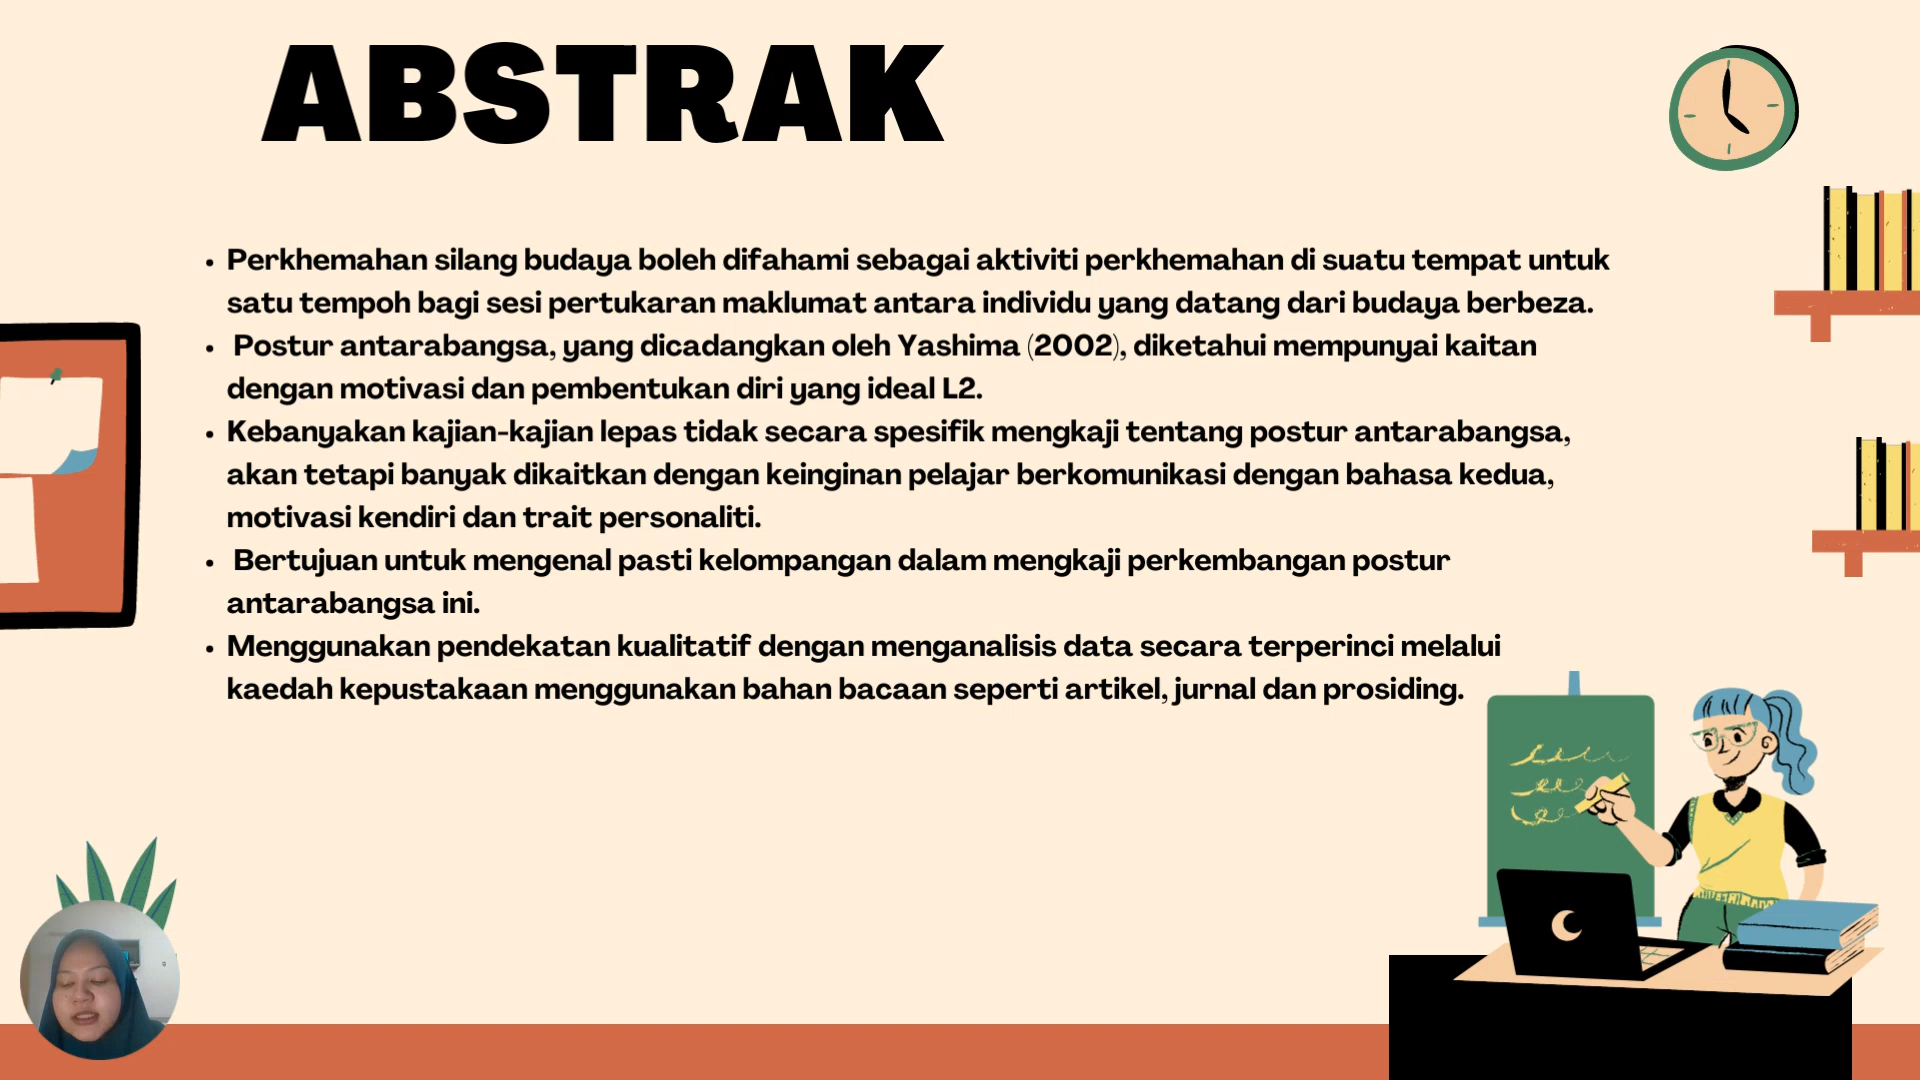 ABSTRAK
• Perkhemahan silang budaya boleh difahami sebagai aktiviti perkhemahan di suatu tempat untuk
satu tempoh bagi sesi pertukaran maklumat antara individu yang datang dari budaya berbeza.
• Postur antarabangsa, yang dicadangkan oleh Yashima (2002), diketahui mempunyai kaitan
dengan motivasi dan pembentukan diri yang ideal L2.
• Kebanyakan kajian-kajian lepas tidak secara spesifik mengkaji tentang postur antarabangsa,
akan tetapi banyak dikaitkan dengan keinginan pelajar berkomunikasi dengan bahasa kedua,
motivasi kendiri dan trait personaliti.
• Bertujuan untuk mengenal pasti kelompangan dalam mengkaji perkembangan postur
antarabangsa ini.
• Menggunakan pendekatan kualitatif dengan menganalisis data secara terperinci melalui
kaedah kepustakaan menggunakan bahan bacaan seperti artikel, jurnal dan prosiding.